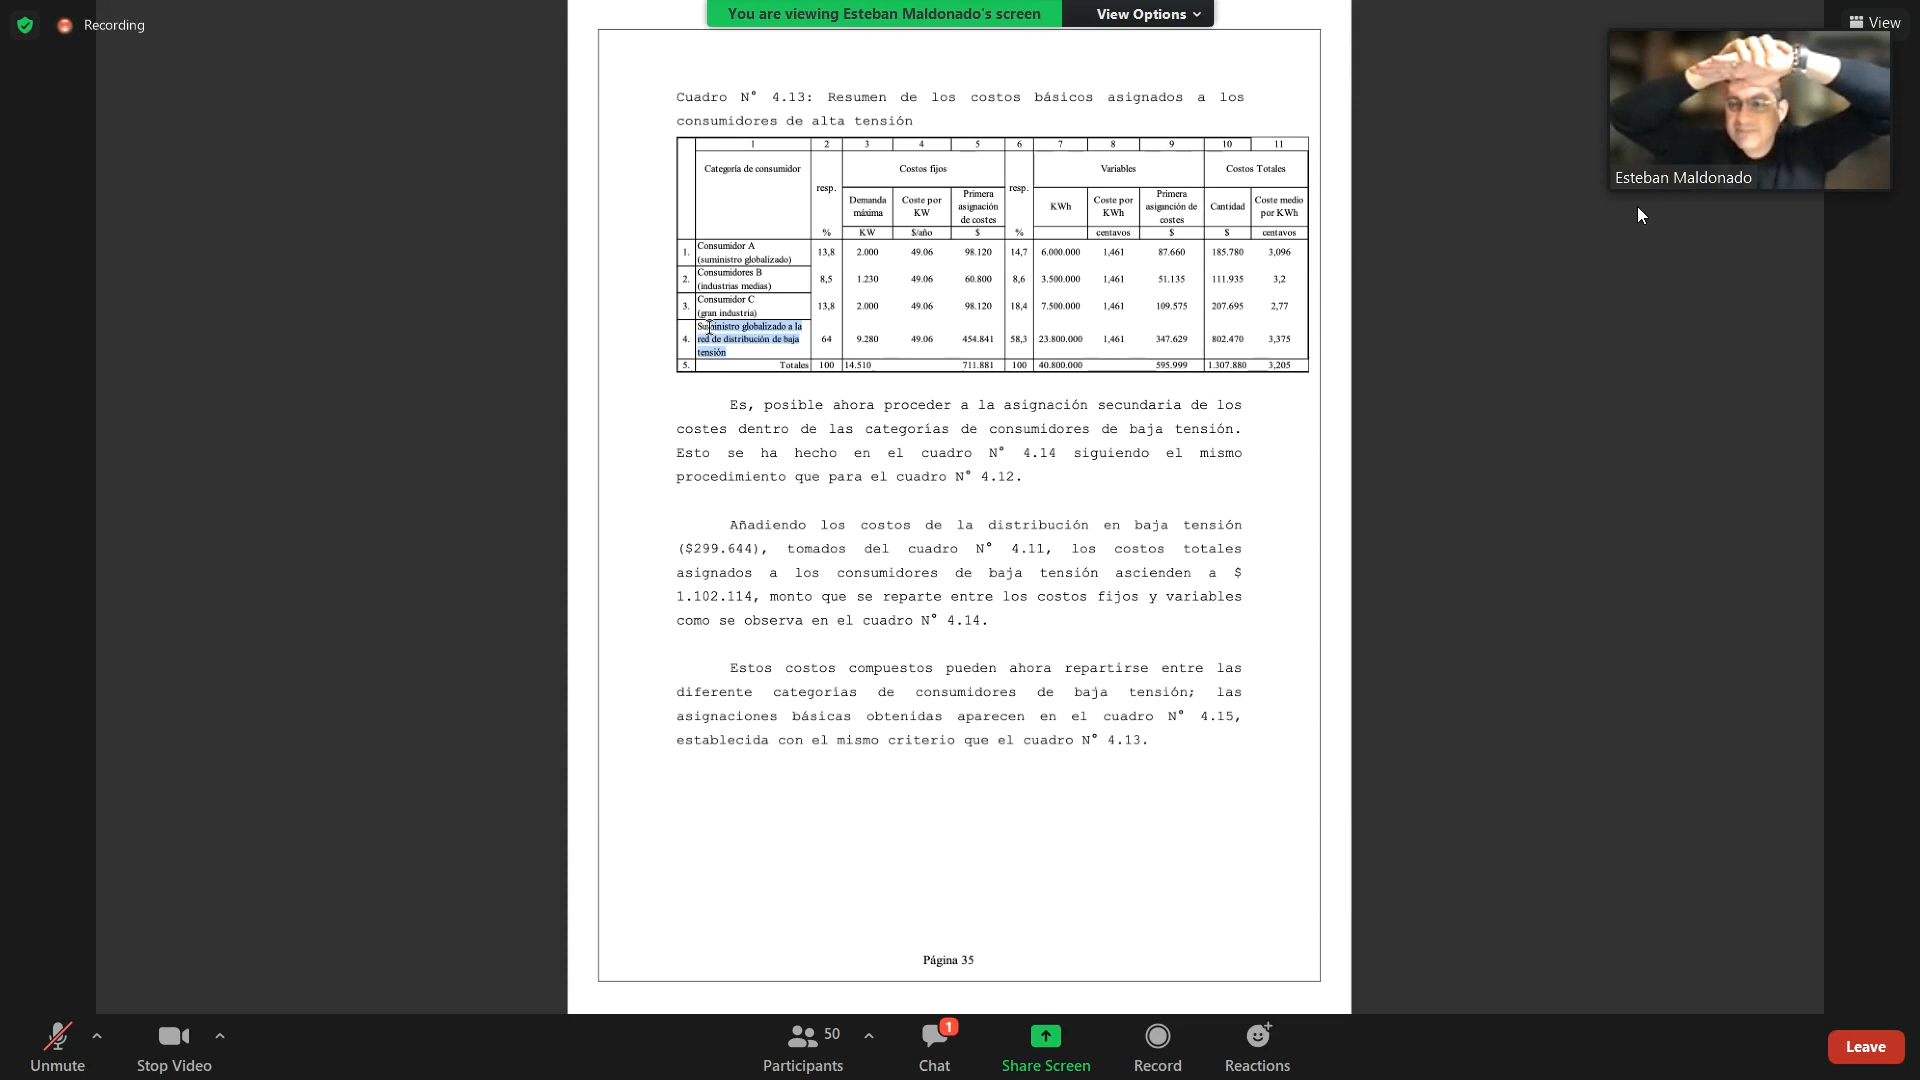 Recording
You are viewing Esteban Maldonado's screen
View Options
View
Esteban Maldonado
Cuadro N° 4.13: Resumen de los costos básicos asignados a los
consumidores de alta tensión
1 2 3 4 5 6 7 8 9 10 11
Categoría de consumidor resp. Costos fijos resp. Variables Costos Totales
Demanda máxima Coste por KW Primera asignación de costes KWh Coste por KWh Primera asiganción de costes Cantidad Coste medio por KWh
% KW $/año $ % centavos $ $ centavos
1. Consumidor A (suministro globalizado) 13,8 2.000 49.06 98.120 14,7 6.000.000 1,461 87.660 185.780 3,096
2. Consumidores B (industrias medias) 8,5 1.230 49.06 60.800 8,6 3.500.000 1,461 51.135 111.935 3,2
3. Consumidor C (gran industria) 13,8 2.000 49.06 98.120 18,4 7.500.000 1,461 109.575 207.695 2,77
4. Suministro globalizado a la red de distribución de baja tensión 64 9.280 49.06 454.841 58,3 23.800.000 1,461 347.629 802.470 3,375
5. Totales 100 14.510 711.881 100 40.800.000 595.999 1.307.880 3,205
Es, posible ahora proceder a la asignación secundaria de los
costes dentro de las categorías de consumidores de baja tensión.
Esto se ha hecho en el cuadro N° 4.14 siguiendo el mismo
procedimiento que para el cuadro N° 4.12.
Añadiendo los costos de la distribución en baja tensión
($299.644), tomados del cuadro N° 4.11, los costos totales
asignados a los consumidores de baja tensión ascienden a $
1.102.114, monto que se reparte entre los costos fijos y variables
como se observa en el cuadro N° 4.14.
Estos costos compuestos pueden ahora repartirse entre las
diferente categorías de consumidores de baja tensión; las
asignaciones básicas obtenidas aparecen en el cuadro N° 4.15,
establecida con el mismo criterio que el cuadro N° 4.13.
Página 35
Unmute
Stop Video
50
Participants
1
Chat
Share Screen
Record
Reactions
Leave